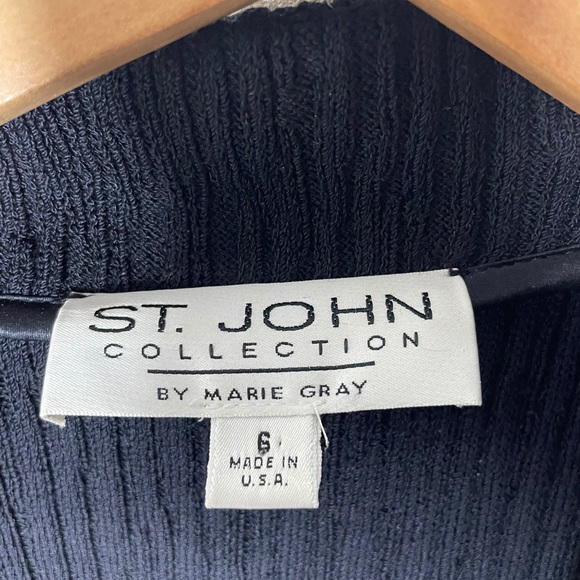 ST. JOHN
COLLECTION
BY MARIE GRAY
6
MADE IN
U.S.A.